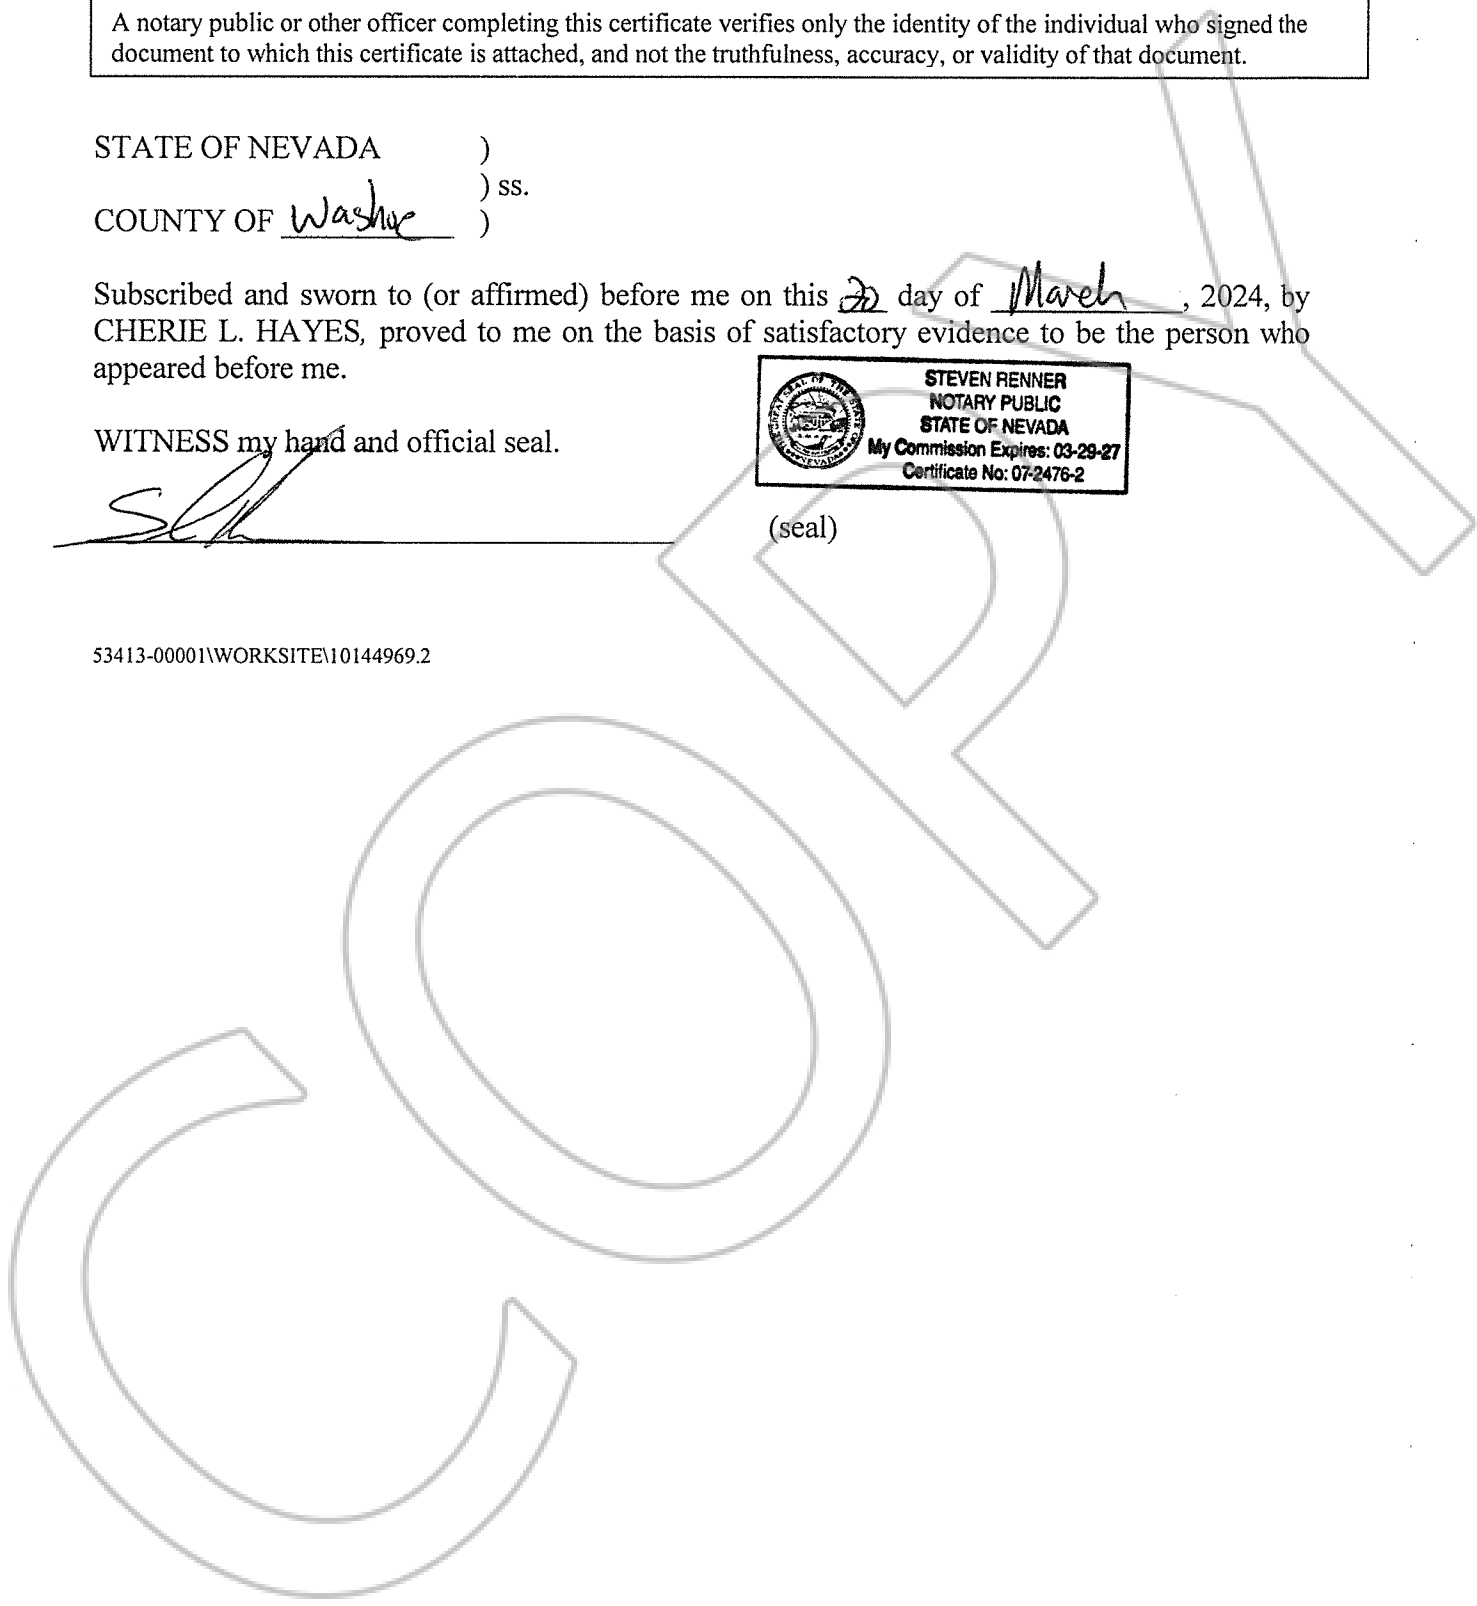 A notary public or other officer completing this certificate verifies only the identity of the individual who signed the
document to which this certificate is attached, and not the truthfulness, accuracy, or validity of that document.
STATE OF NEVADA )
) ss.
COUNTY OF Washoe )
Subscribed and sworn to (or affirmed) before me on this 20 day of March, 2024, by
CHERIE L. HAYES, proved to me on the basis of satisfactory evidence to be the person who
appeared before me.
STEVEN RENNER
NOTARY PUBLIC
STATE OF NEVADA
My Commission Expires: 03-29-27
Certificate No: 07-2476-2
WITNESS my hand and official seal.
(seal)
53413-00001\WORKSITE\10144969.2
COPY